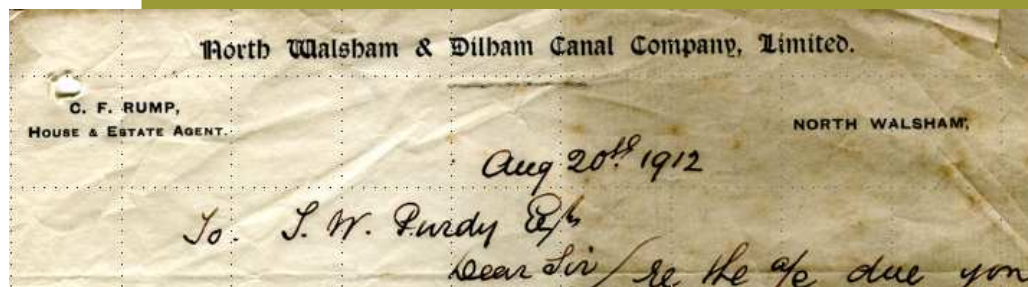 North Walsham & Dilham Canal Company, Limited.
C. F. RUMP,
HOUSE & ESTATE AGENT.
NORTH WALSHAM,
Aug 20th 1912
To. T. W. Purdy Esq
Dear Sir / re the a/c due you